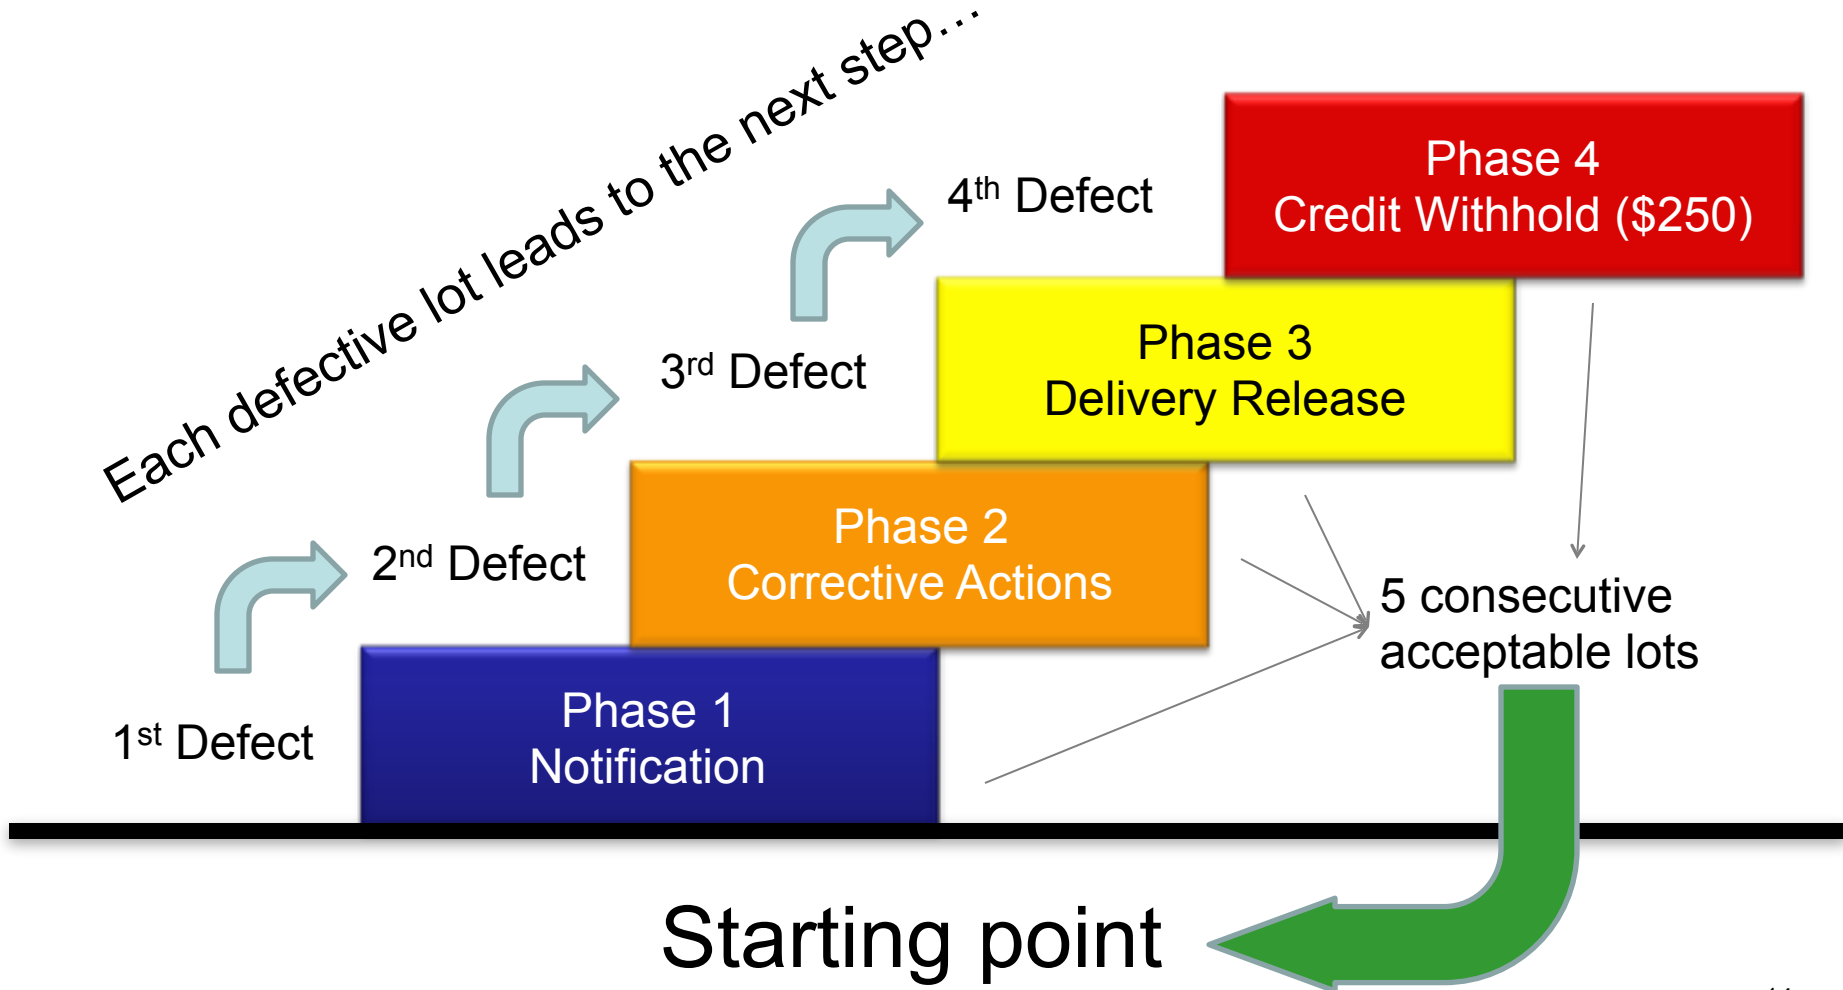 Each defective lot leads to the next step…
4th Defect
Phase 4
Credit Withhold ($250)
3rd Defect
Phase 3
Delivery Release
2nd Defect
Phase 2
Corrective Actions
5 consecutive
acceptable lots
1st Defect
Phase 1
Notification
Starting point